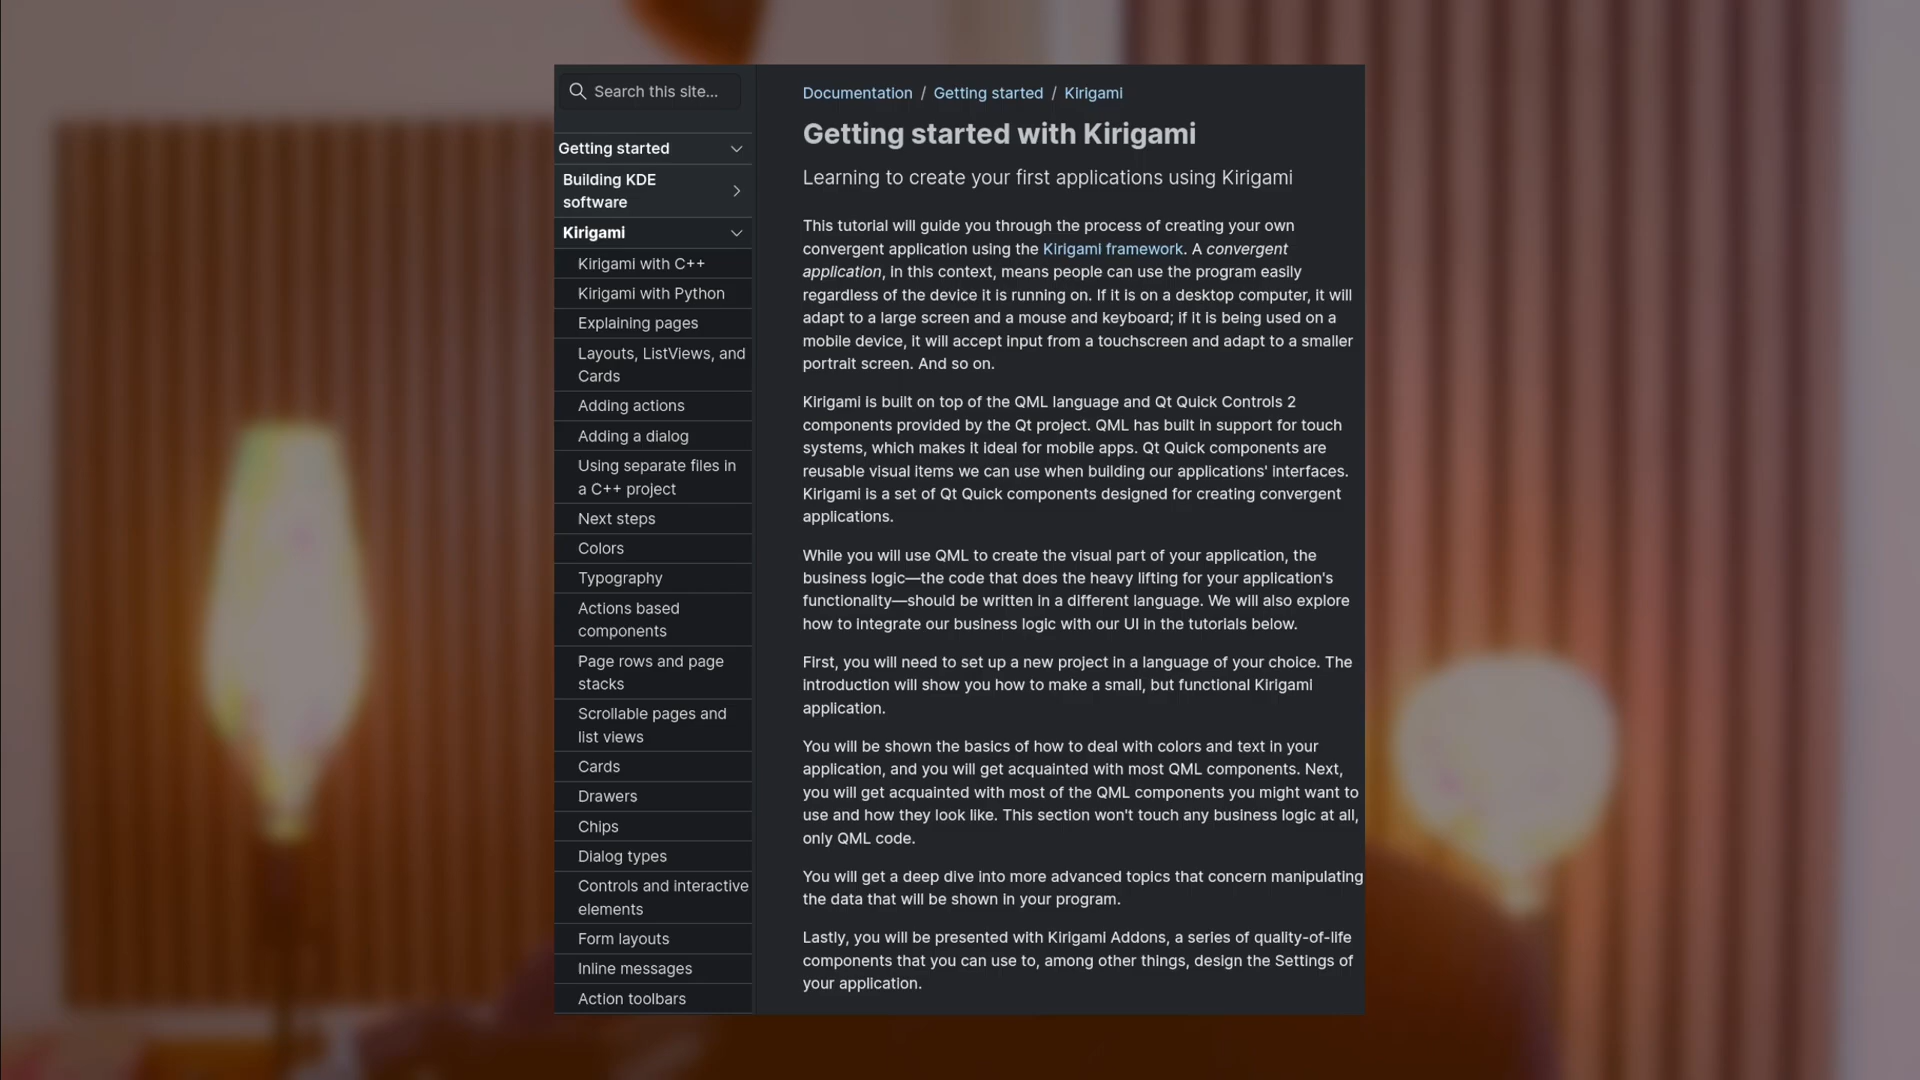 Search this site...
Getting started
Building KDE
software
Kirigami
Kirigami with C++
Kirigami with Python
Explaining pages
Layouts, ListViews, and
Cards
Adding actions
Adding a dialog
Using separate files in
a C++ project
Next steps
Colors
Typography
Actions based
components
Page rows and page
stacks
Scrollable pages and
list views
Cards
Drawers
Chips
Dialog types
Controls and interactive
elements
Form layouts
Inline messages
Action toolbars
Documentation / Getting started / Kirigami
Getting started with Kirigami
Learning to create your first applications using Kirigami
This tutorial will guide you through the process of creating your own
convergent application using the Kirigami framework. A convergent
application, in this context, means people can use the program easily
regardless of the device it is running on. If it is on a desktop computer, it will
adapt to a large screen and a mouse and keyboard; if it is being used on a
mobile device, it will accept input from a touchscreen and adapt to a smaller
portrait screen. And so on.
Kirigami is built on top of the QML language and Qt Quick Controls 2
components provided by the Qt project. QML has built in support for touch
systems, which makes it ideal for mobile apps. Qt Quick components are
reusable visual items we can use when building our applications' interfaces.
Kirigami is a set of Qt Quick components designed for creating convergent
applications.
While you will use QML to create the visual part of your application, the
business logic—the code that does the heavy lifting for your application's
functionality—should be written in a different language. We will also explore
how to integrate our business logic with our UI in the tutorials below.
First, you will need to set up a new project in a language of your choice. The
introduction will show you how to make a small, but functional Kirigami
application.
You will be shown the basics of how to deal with colors and text in your
application, and you will get acquainted with most QML components. Next,
you will get acquainted with most of the QML components you might want to
use and how they look like. This section won't touch any business logic at all,
only QML code.
You will get a deep dive into more advanced topics that concern manipulating
the data that will be shown in your program.
Lastly, you will be presented with Kirigami Addons, a series of quality-of-life
components that you can use to, among other things, design the Settings of
your application.